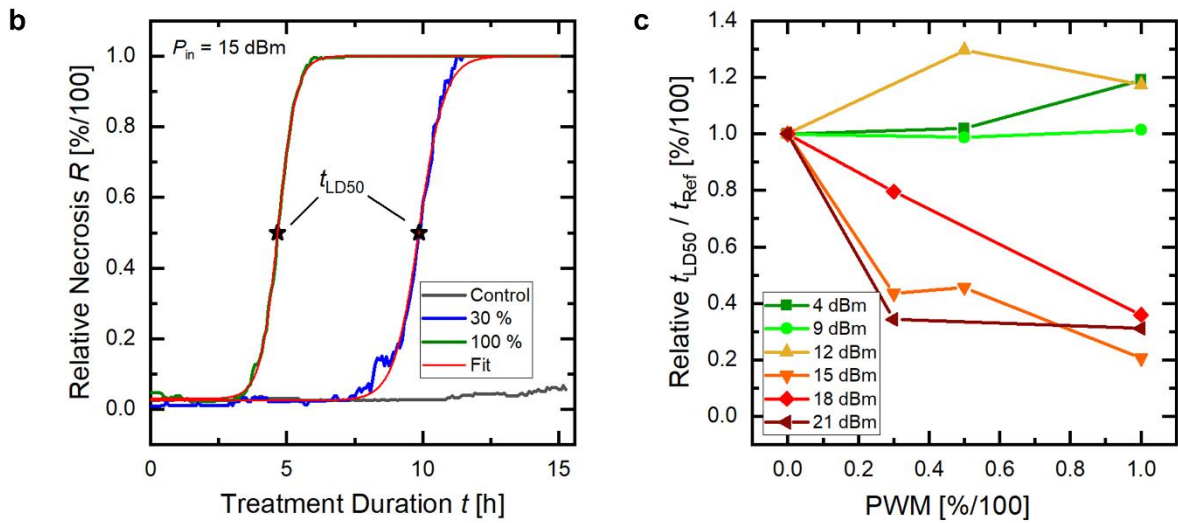 b
P_in = 15 dBm
Relative Necrosis R [%/100]
1.0
0.8
0.6
0.4
0.2
0.0
t_LD50
Control
30 %
100 %
Fit
0
5
10
15
Treatment Duration t [h]
c
Relative t_LD50 / t_Ref [%/100]
1.4
1.2
1.0
0.8
0.6
0.4
0.2
0.0
4 dBm
9 dBm
12 dBm
15 dBm
18 dBm
21 dBm
0.0 0.2 0.4 0.6 0.8 1.0
PWM [%/100]